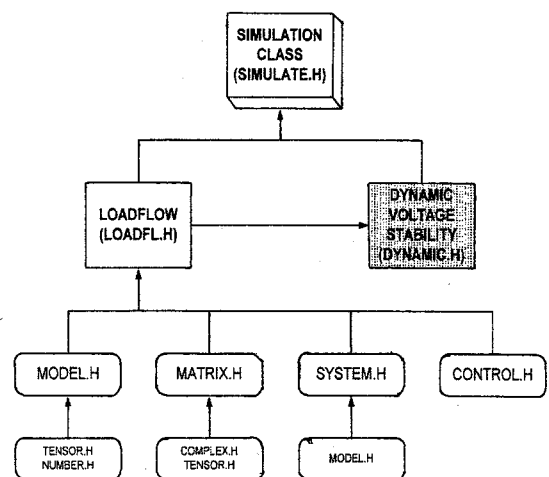 SIMULATION
CLASS
(SIMULATE.H)
LOADFLOW
(LOADFL.H)
DYNAMIC
VOLTAGE
STABILITY
(DYNAMIC.H)
MODEL.H
MATRIX.H
SYSTEM.H
CONTROL.H
TENSOR.H
NUMBER.H
COMPLEX.H
TENSOR.H
MODEL.H